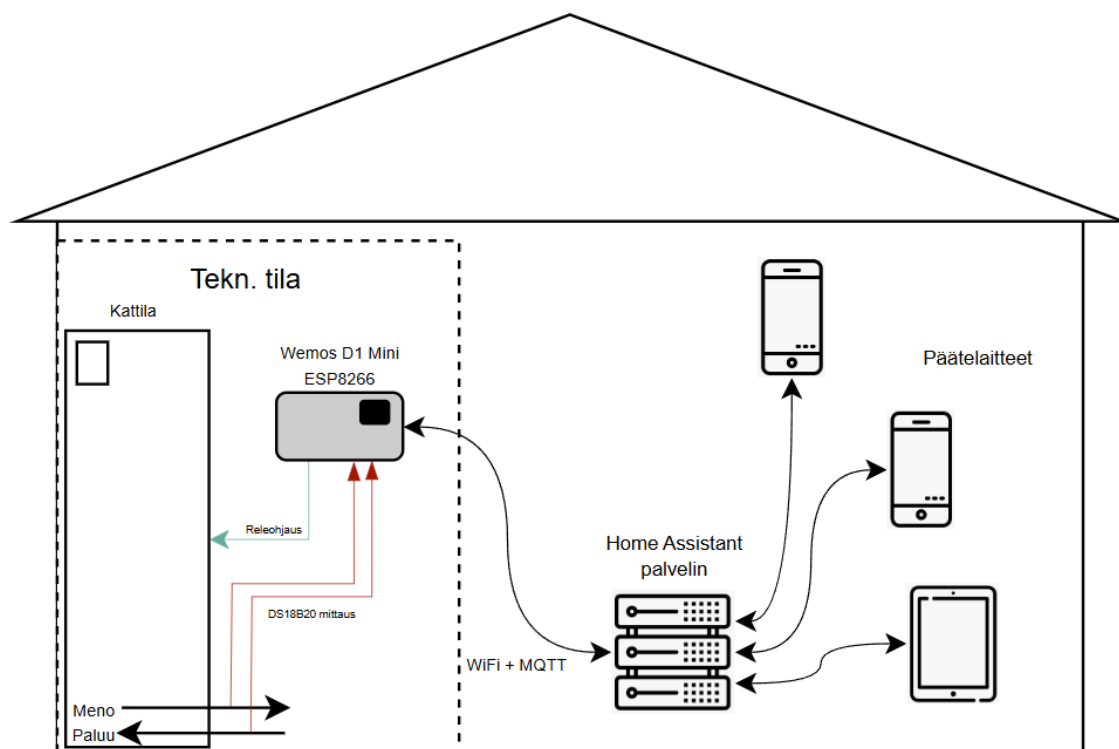 Tekn. tila
Kattila
Wemos D1 Mini
ESP8266
Päätelaitteet
Releohjaus
Home Assistant
palvelin
DS18B20 mittaus
WiFi + MQTT
Meno
Paluu